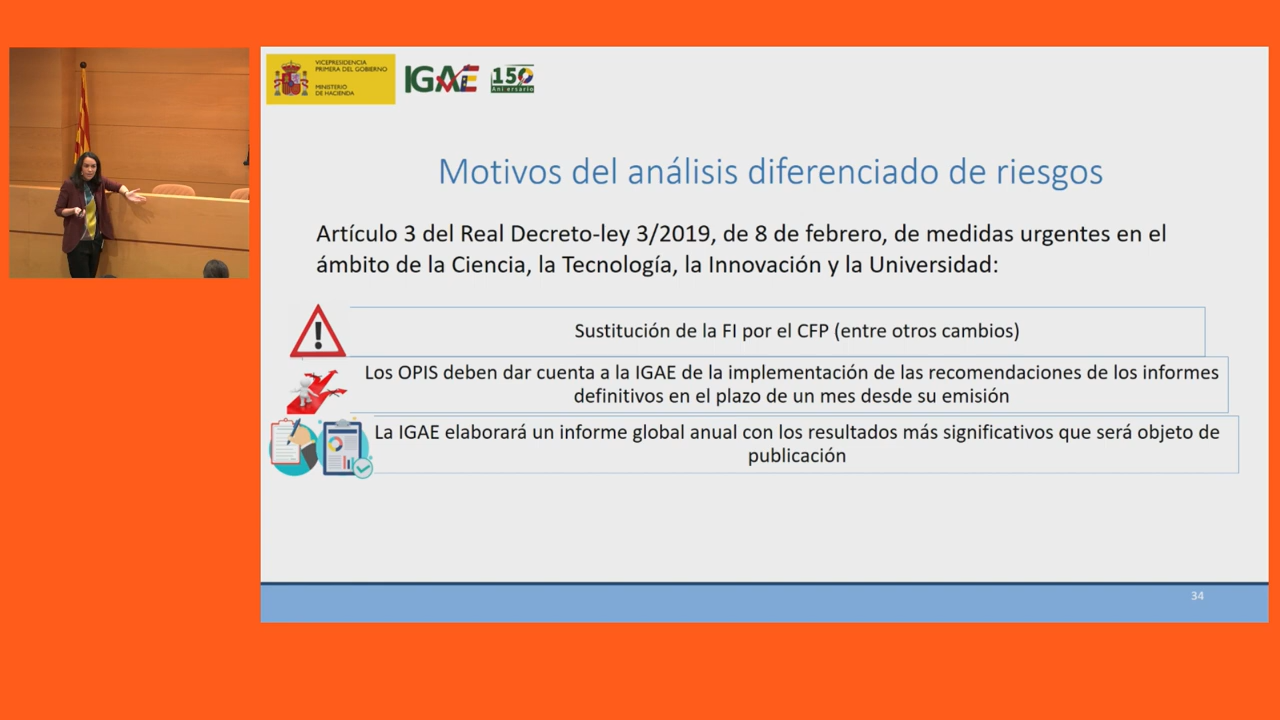 VICEPRESIDENCIA
PRIMERA DEL GOBIERNO
MINISTERIO
DE HACIENDA
IGAE
150
Aniversario
Motivos del análisis diferenciado de riesgos
Artículo 3 del Real Decreto-ley 3/2019, de 8 de febrero, de medidas urgentes en el
ámbito de la Ciencia, la Tecnología, la Innovación y la Universidad:
Sustitución de la FI por el CFP (entre otros cambios)
Los OPIS deben dar cuenta a la IGAE de la implementación de las recomendaciones de los informes
definitivos en el plazo de un mes desde su emisión
La IGAE elaborará un informe global anual con los resultados más significativos que será objeto de
publicación
34